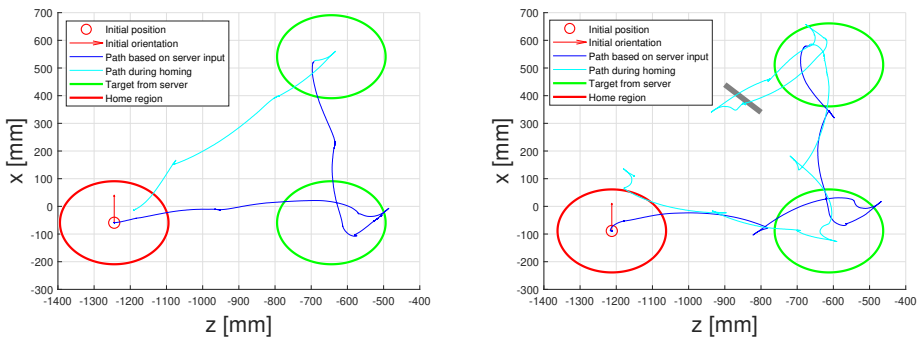 700
600
500
400
300
200
100
0
-100
-200
-300
x [mm]
-1400 -1300 -1200 -1100 -1000 -900 -800 -700 -600 -500 -400
z [mm]
Initial position
Initial orientation
Path based on server input
Path during homing
Target from server
Home region
700
600
500
400
300
200
100
0
-100
-200
-300
x [mm]
-1400 -1300 -1200 -1100 -1000 -900 -800 -700 -600 -500 -400
z [mm]
Initial position
Initial orientation
Path based on server input
Path during homing
Target from server
Home region